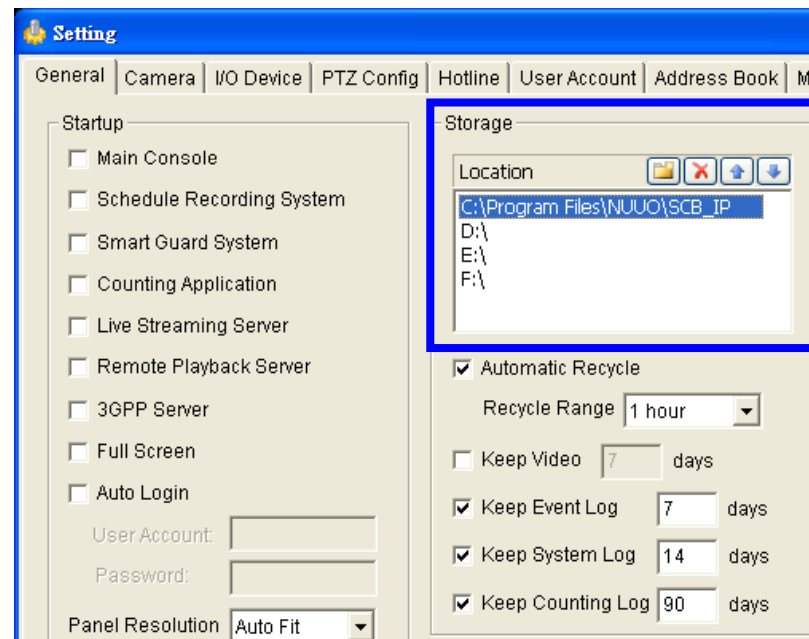 Setting
General Camera I/O Device PTZ Config Hotline User Account Address Book M
Startup
Main Console
Schedule Recording System
Smart Guard System
Counting Application
Live Streaming Server
Remote Playback Server
3GPP Server
Full Screen
Auto Login
User Account:
Password:
Panel Resolution Auto Fit
Storage
Location
C:\Program Files\NUUO\SCB_IP
D:\
E:\
F:\
Automatic Recycle
Recycle Range 1 hour
Keep Video 7 days
Keep Event Log 7 days
Keep System Log 14 days
Keep Counting Log 90 days